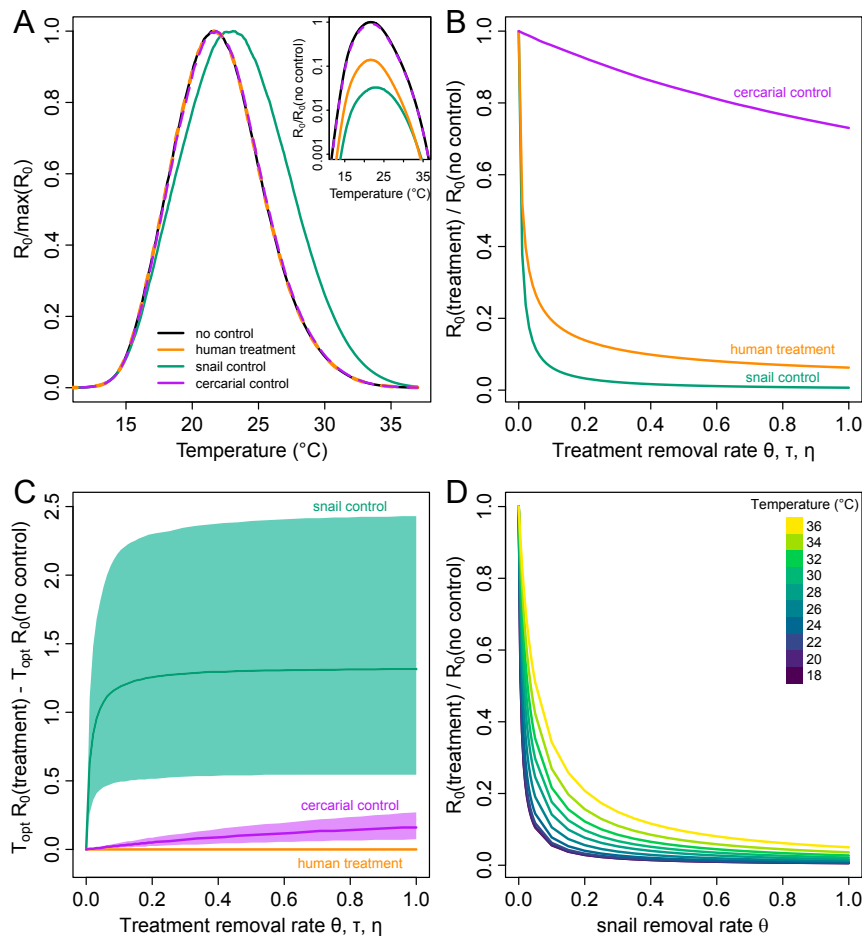 A
R₀/max(R₀)
0.0 0.2 0.4 0.6 0.8 1.0
15 20 25 30 35
Temperature (°C)
no control
human treatment
snail control
cercarial control
R₀/R₀(no control)
0.001 0.01 0.1 1
15 25 35
Temperature (°C)
B
R₀(treatment) / R₀(no control)
0.0 0.2 0.4 0.6 0.8 1.0
cercarial control
human treatment
snail control
0.0 0.2 0.4 0.6 0.8 1.0
Treatment removal rate θ, τ, η
C
Tₒₚₜ R₀(treatment) - Tₒₚₜ R₀(no control)
0.0 0.5 1.0 1.5 2.0 2.5
snail control
cercarial control
human treatment
0.0 0.2 0.4 0.6 0.8 1.0
Treatment removal rate θ, τ, η
D
R₀(treatment) / R₀(no control)
0.0 0.2 0.4 0.6 0.8 1.0
Temperature (°C)
36
34
32
30
28
26
24
22
20
18
0.0 0.2 0.4 0.6 0.8 1.0
snail removal rate θ